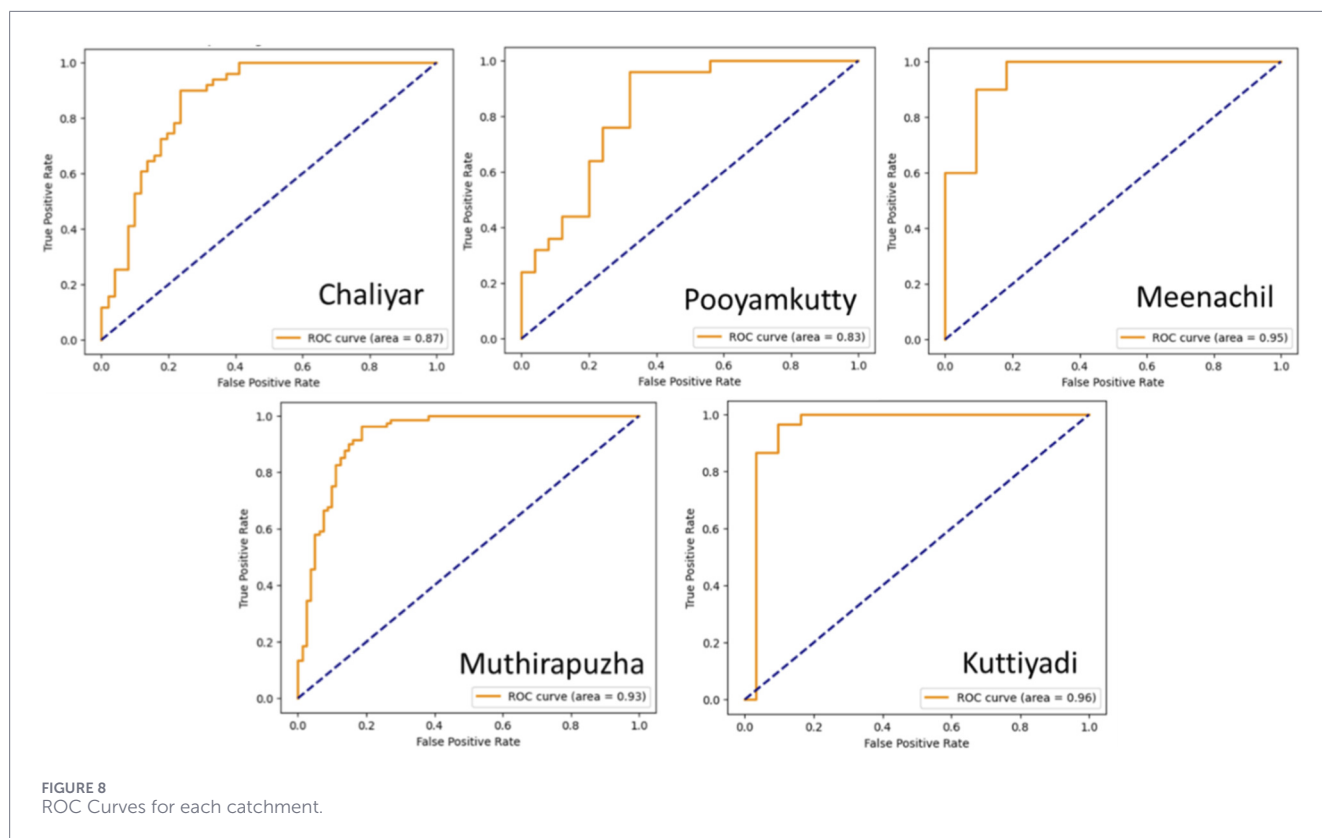 1.0
0.8
0.6
0.4
0.2
0.0
True Positive Rate
Chaliyar
ROC curve (area = 0.87)
0.0 0.2 0.4 0.6 0.8 1.0
False Positive Rate
1.0
0.8
0.6
0.4
0.2
0.0
True Positive Rate
Pooyamkutty
ROC curve (area = 0.83)
0.0 0.2 0.4 0.6 0.8 1.0
False Positive Rate
1.0
0.8
0.6
0.4
0.2
0.0
True Positive Rate
Meenachil
ROC curve (area = 0.95)
0.0 0.2 0.4 0.6 0.8 1.0
False Positive Rate
1.0
0.8
0.6
0.4
0.2
0.0
True Positive Rate
Muthirapuzha
ROC curve (area = 0.93)
0.0 0.2 0.4 0.6 0.8 1.0
False Positive Rate
1.0
0.8
0.6
0.4
0.2
0.0
True Positive Rate
Kuttiyadi
ROC curve (area = 0.96)
0.0 0.2 0.4 0.6 0.8 1.0
False Positive Rate
FIGURE 8
ROC Curves for each catchment.